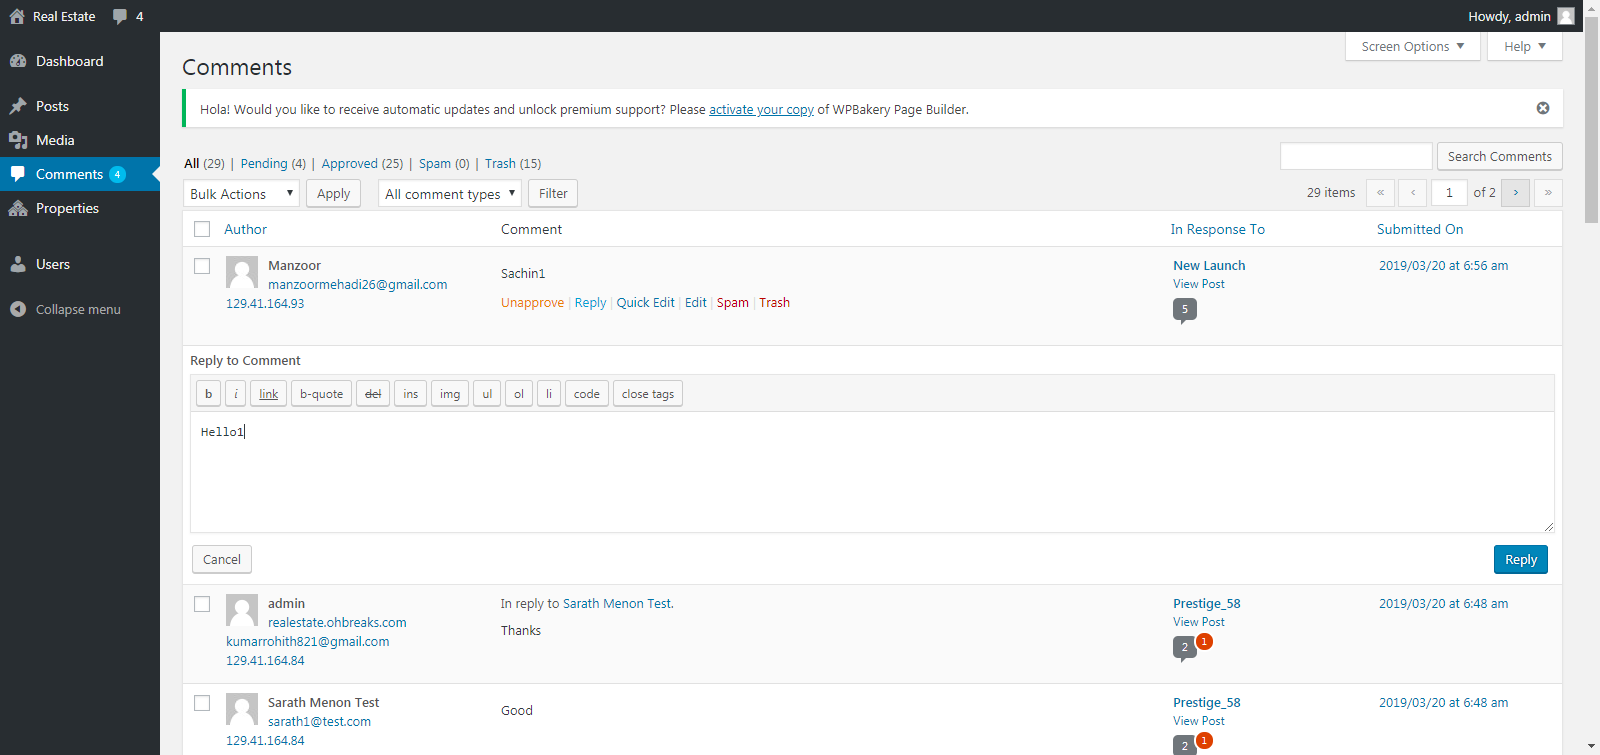 Real Estate 4 Howdy, admin
Dashboard
Posts
Media
Comments 4
Properties
Users
Collapse menu
Screen Options Help
Comments
Hola! Would you like to receive automatic updates and unlock premium support? Please activate your copy of WPBakery Page Builder.
All (29) | Pending (4) | Approved (25) | Spam (0) | Trash (15)
Search Comments
Bulk Actions Apply All comment types Filter 29 items « ‹ 1 of 2 › »
Author Comment In Response To Submitted On
Manzoor
manzoormehadi26@gmail.com
129.41.164.93
Sachin1
Unapprove | Reply | Quick Edit | Edit | Spam | Trash
New Launch
View Post
5
2019/03/20 at 6:56 am
Reply to Comment
b i link b-quote del ins img ul ol li code close tags
Hello1
Cancel Reply
admin
realestate.ohbreaks.com
kumarrohith821@gmail.com
129.41.164.84
In reply to Sarath Menon Test.
Thanks
Prestige_58
View Post
2 1
2019/03/20 at 6:48 am
Sarath Menon Test
sarath1@test.com
129.41.164.84
Good
Prestige_58
View Post
2 1
2019/03/20 at 6:48 am